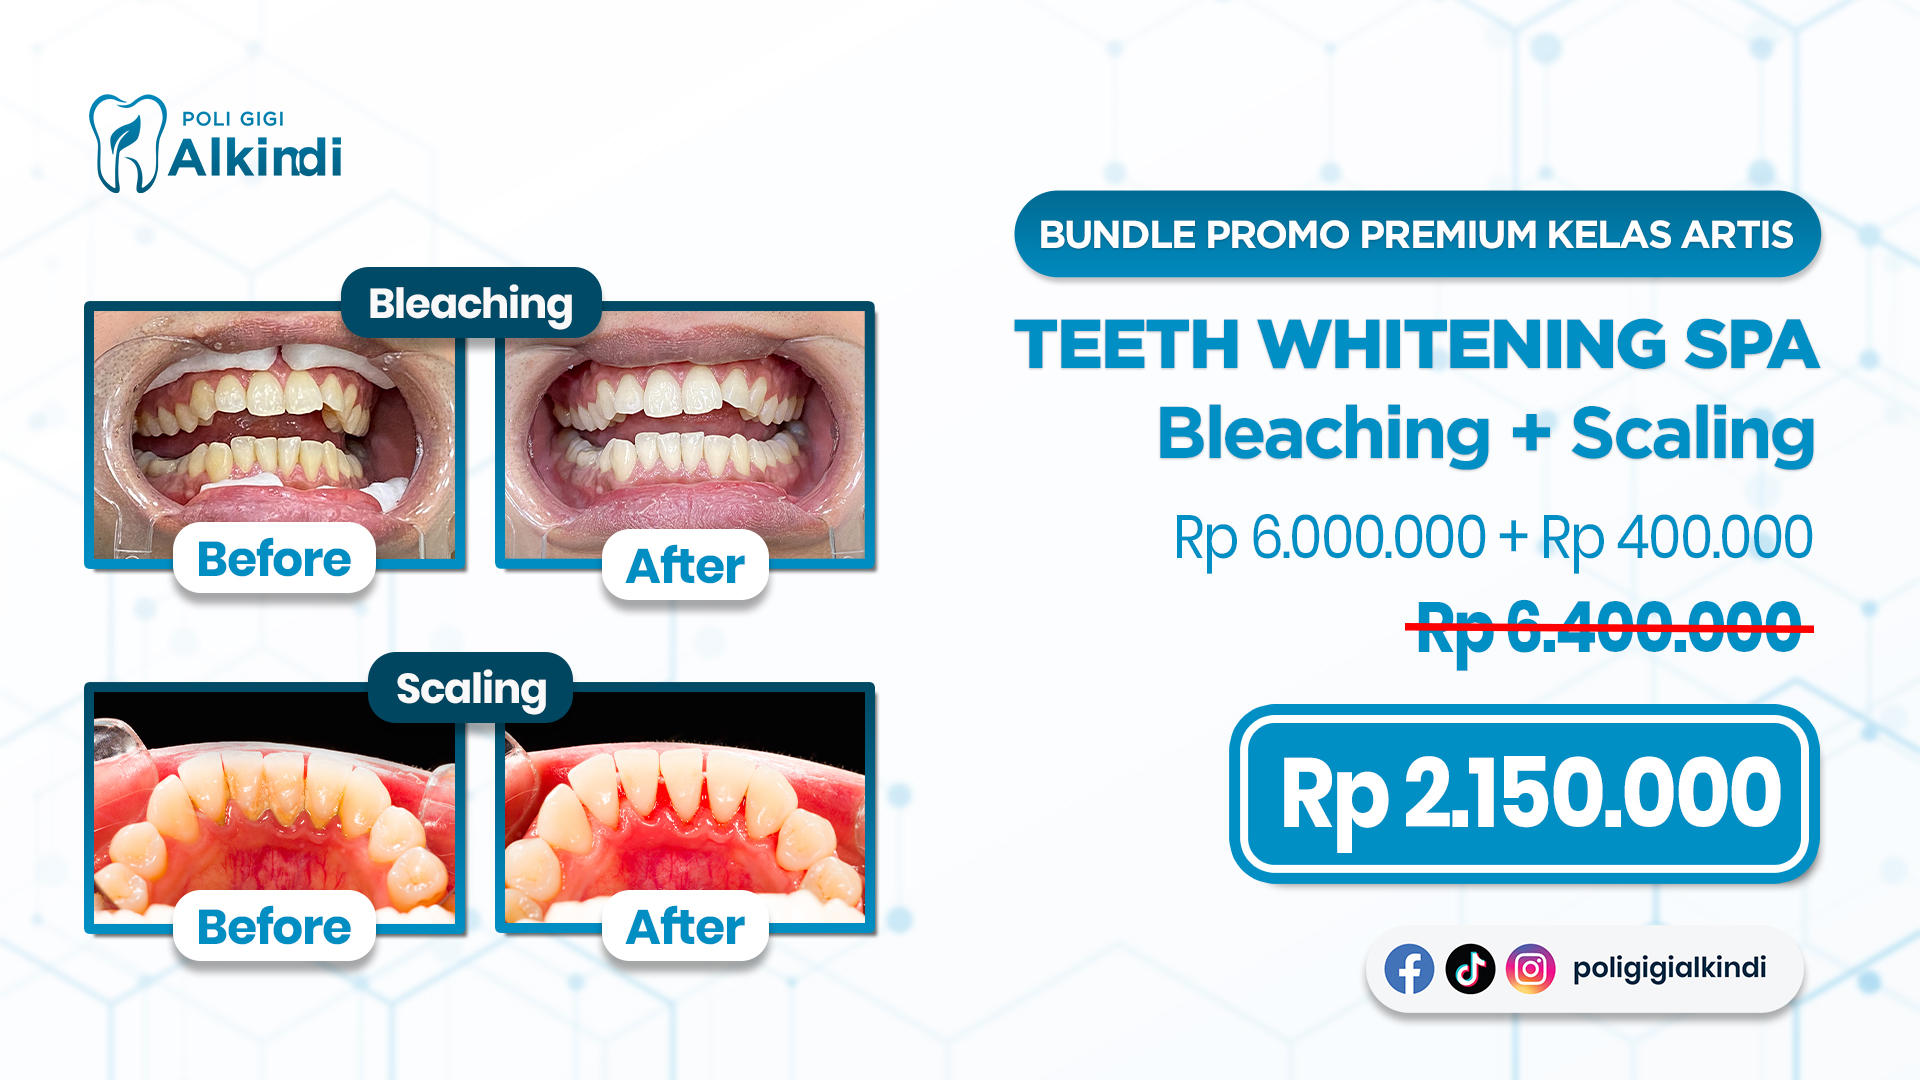 POLI GIGI
Alkindi
Bleaching
Before
After
Scaling
Before
After
BUNDLE PROMO PREMIUM KELAS ARTIS
TEETH WHITENING SPA
Bleaching + Scaling
Rp 6.000.000 + Rp 400.000
Rp 6.400.000
Rp 2.150.000
poligigialkindi